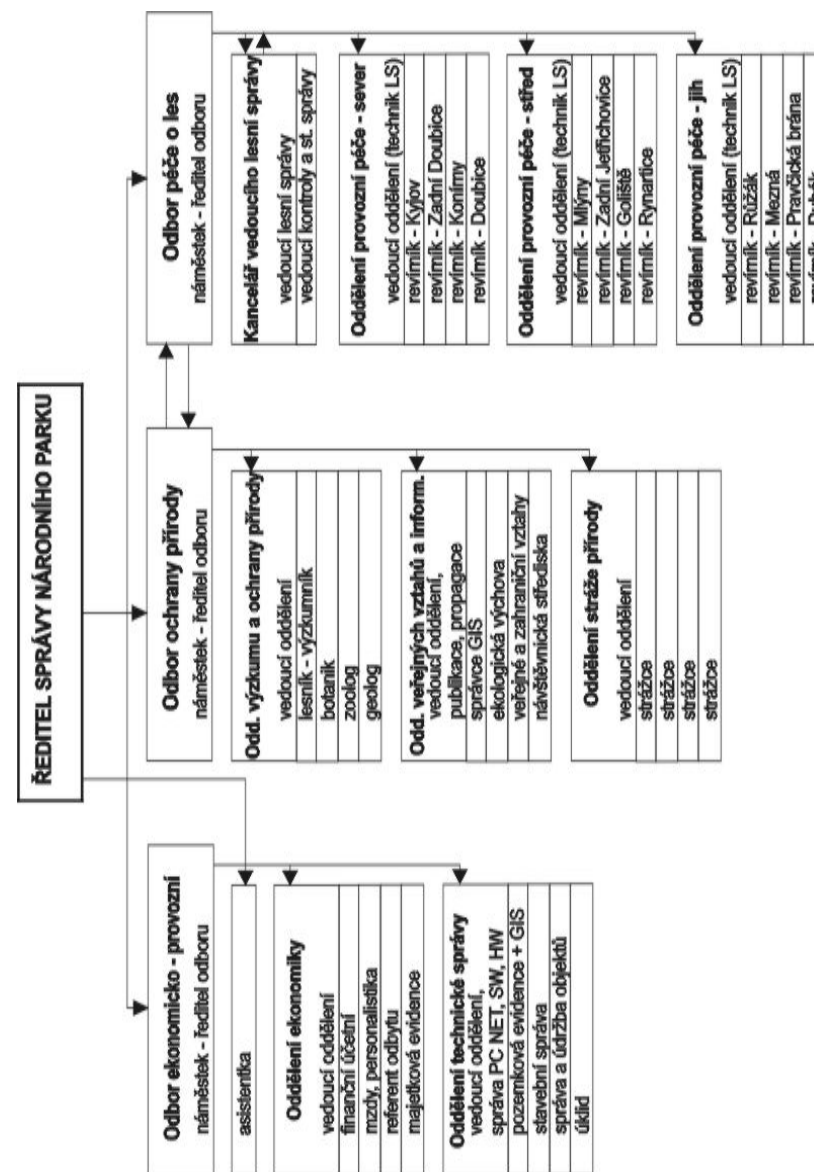 ŘEDITEL SPRÁVY NÁRODNÍHO PARKU
Odbor ekonomicko - provozní
náměstek - ředitel odboru
asistentka
Oddělení ekonomiky
vedoucí oddělení
finanční účetní
mzdy, personalistika
referent odbytu
majetková evidence
Oddělení technické správy
vedoucí oddělení,
správa PC NET, SW, HW
pozemková evidence + GIS
stavební správa
správa a údržba objektů
úklid
Odbor ochrany přírody
náměstek - ředitel odboru
Odd. výzkumu a ochrany přírody
vedoucí oddělení
lesník - výzkumník
botanik
zoolog
geolog
Odd. veřejných vztahů a inform.
vedoucí oddělení,
publikace, propagace
správce GIS
ekologická výchova
veřejné a zahraniční vztahy
návštěvnická střediska
Oddělení stráže přírody
vedoucí oddělení
strážce
strážce
strážce
strážce
Odbor péče o les
náměstek - ředitel odboru
Kancelář vedoucího lesní správy
vedoucí lesní správy
vedoucí kontroly a st. správy
Oddělení provozní péče - sever
vedoucí oddělení (technik LS)
revírník - Kyjov
revírník - Zadní Doubice
revírník - Konírny
revírník - Doubice
Oddělení provozní péče - střed
vedoucí oddělení (technik LS)
revírník - Mlýny
revírník - Zadní Jetřichovice
revírník - Goliště
revírník - Rynartice
Oddělení provozní péče - jih
vedoucí oddělení (technik LS)
revírník - Růžák
revírník - Mezná
revírník - Pravčická brána